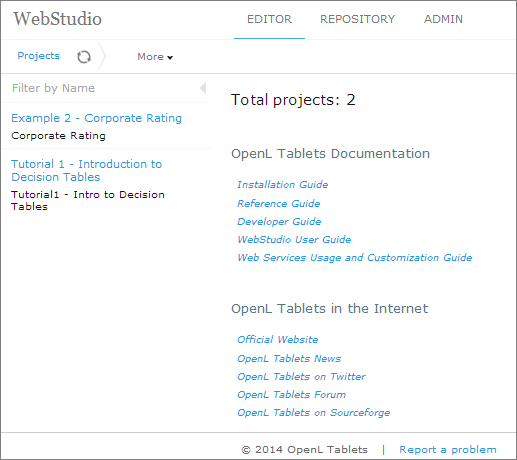 WebStudio
EDITOR REPOSITORY ADMIN
Projects More
Filter by Name
Example 2 - Corporate Rating
Corporate Rating
Tutorial 1 - Introduction to
Decision Tables
Tutorial1 - Intro to Decision
Tables
Total projects: 2
OpenL Tablets Documentation
Installation Guide
Reference Guide
Developer Guide
WebStudio User Guide
Web Services Usage and Customization Guide
OpenL Tablets in the Internet
Official Website
OpenL Tablets News
OpenL Tablets on Twitter
OpenL Tablets Forum
OpenL Tablets on Sourceforge
© 2014 OpenL Tablets | Report a problem